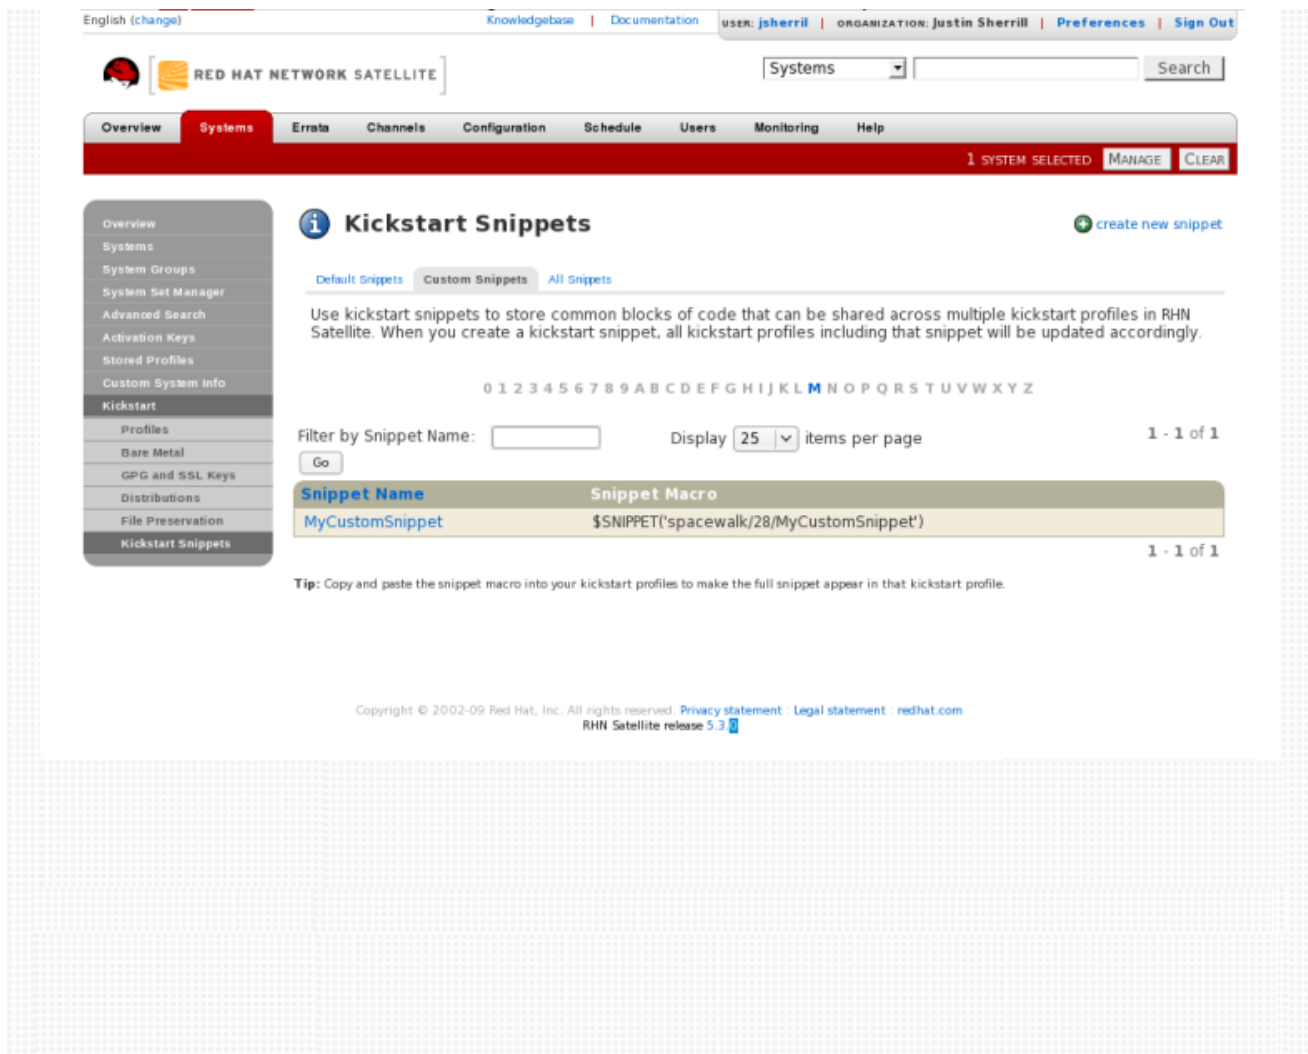 English (change)
Knowledgebase | Documentation
USER: jsherril | ORGANIZATION: Justin Sherrill | Preferences | Sign Out
RED HAT NETWORK SATELLITE
Systems
Search
Overview Systems Errata Channels Configuration Schedule Users Monitoring Help
1 SYSTEM SELECTED MANAGE CLEAR
Overview
Systems
System Groups
System Set Manager
Advanced Search
Activation Keys
Stored Profiles
Custom System Info
Kickstart
Profiles
Bare Metal
GPG and SSL Keys
Distributions
File Preservation
Kickstart Snippets
Kickstart Snippets
create new snippet
Default Snippets Custom Snippets All Snippets
Use kickstart snippets to store common blocks of code that can be shared across multiple kickstart profiles in RHN
Satellite. When you create a kickstart snippet, all kickstart profiles including that snippet will be updated accordingly.
0 1 2 3 4 5 6 7 8 9 A B C D E F G H I J K L M N O P Q R S T U V W X Y Z
Filter by Snippet Name:
Display 25 items per page
1 - 1 of 1
Go
Snippet Name Snippet Macro
MyCustomSnippet $SNIPPET('spacewalk/28/MyCustomSnippet')
1 - 1 of 1
Tip: Copy and paste the snippet macro into your kickstart profiles to make the full snippet appear in that kickstart profile.
Copyright © 2002-09 Red Hat, Inc. All rights reserved. Privacy statement : Legal statement : redhat.com
RHN Satellite release 5.3.0